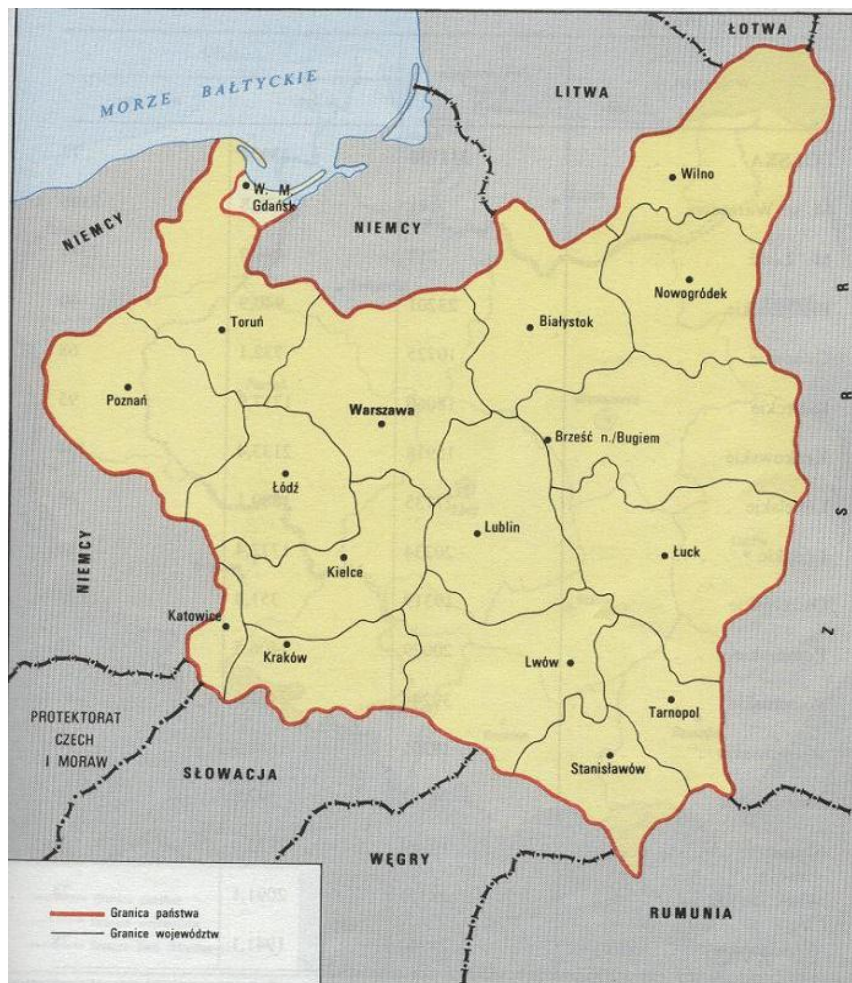 ŁOTWA
MORZE BAŁTYCKIE
LITWA
Wilno
W. M.
Gdańsk
NIEMCY
NIEMCY
Nowogródek
Toruń
Białystok
Poznań
Warszawa
Brześć n./Bugiem
Łódź
Lublin
Łuck
Kielce
NIEMCY
Z S R R
Katowice
Kraków
Lwów
Tarnopol
Stanisławów
PROTEKTORAT
CZECH
I MORAW
SŁOWACJA
WĘGRY
RUMUNIA
Granica państwa
Granice województw